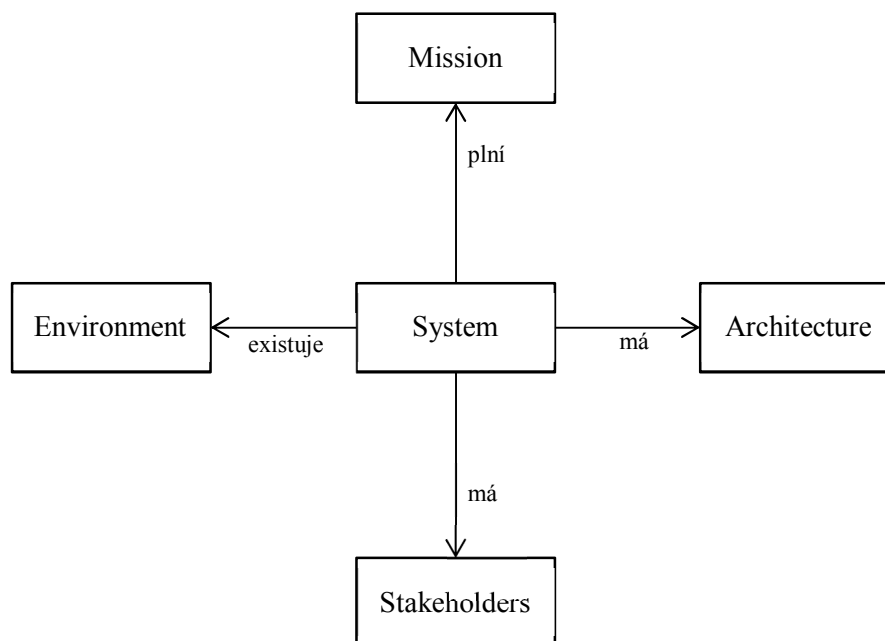 Mission
plní
Environment
existuje
System
má
Architecture
má
Stakeholders